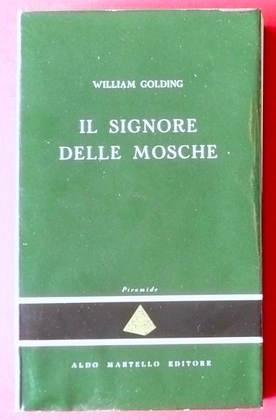 WILLIAM GOLDING
IL SIGNORE
DELLE MOSCHE
Piramide
ALDO MARTELLO EDITORE